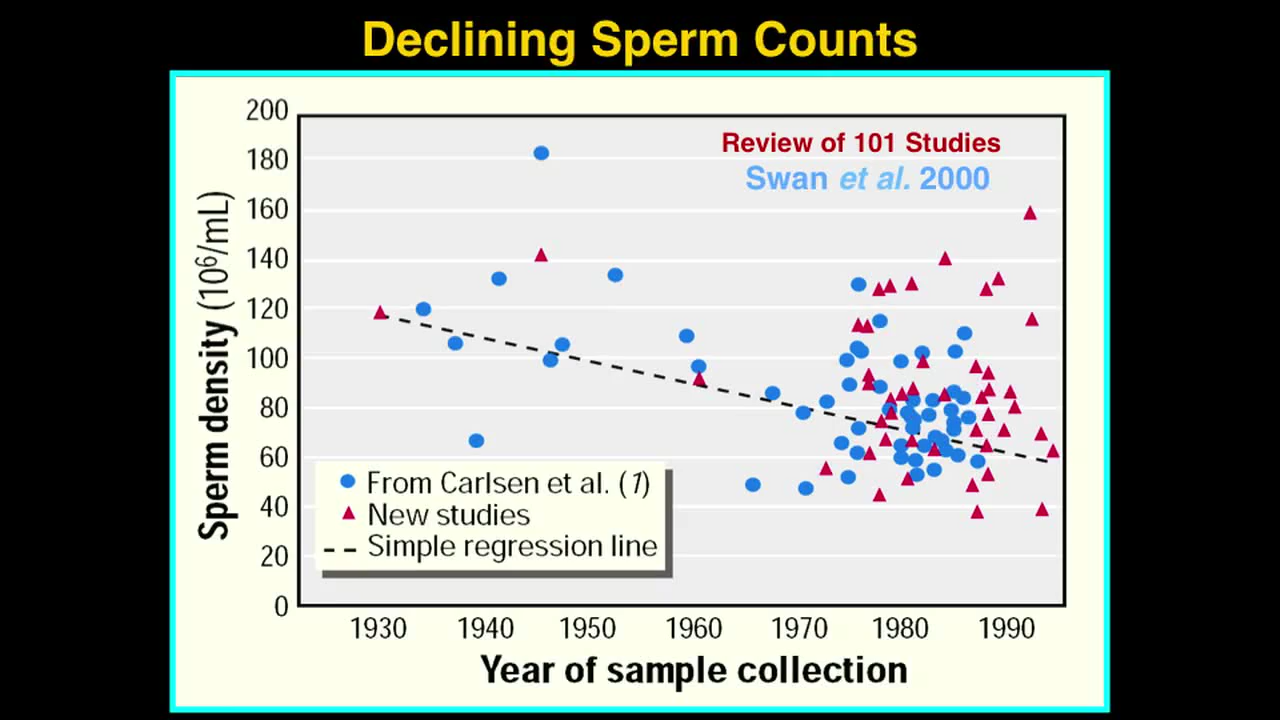 Declining Sperm Counts
Review of 101 Studies
Swan et al. 2000
Sperm density (10⁶/mL)
200
180
160
140
120
100
80
60
40
20
0
From Carlsen et al. (1)
New studies
Simple regression line
1930 1940 1950 1960 1970 1980 1990
Year of sample collection